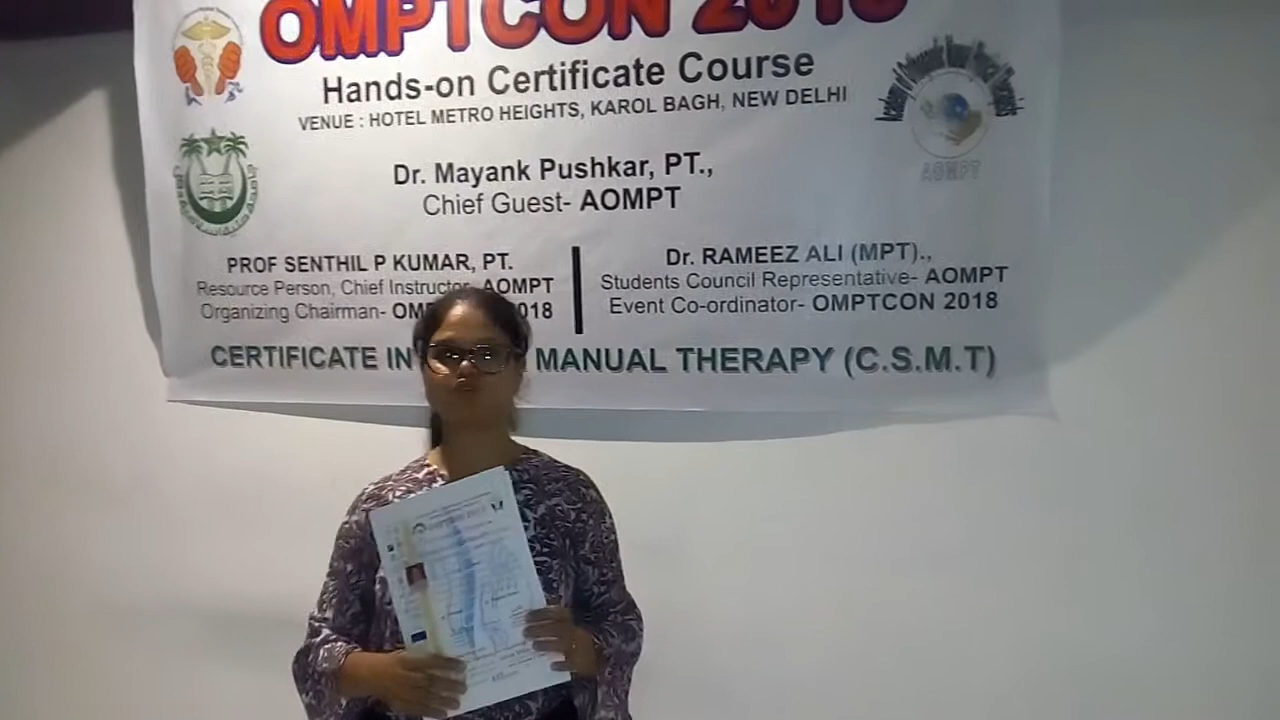 OMPTCON 2018
Hands-on Certificate Course
VENUE : HOTEL METRO HEIGHTS, KAROL BAGH, NEW DELHI
Dr. Mayank Pushkar, PT.,
Chief Guest- AOMPT
PROF SENTHIL P KUMAR, PT.
Resource Person, Chief Instructor- AOMPT
Organizing Chairman- OM 018
Dr. RAMEEZ ALI (MPT).,
Students Council Representative- AOMPT
Event Co-ordinator- OMPTCON 2018
CERTIFICATE IN MANUAL THERAPY (C.S.M.T)
AOMPT